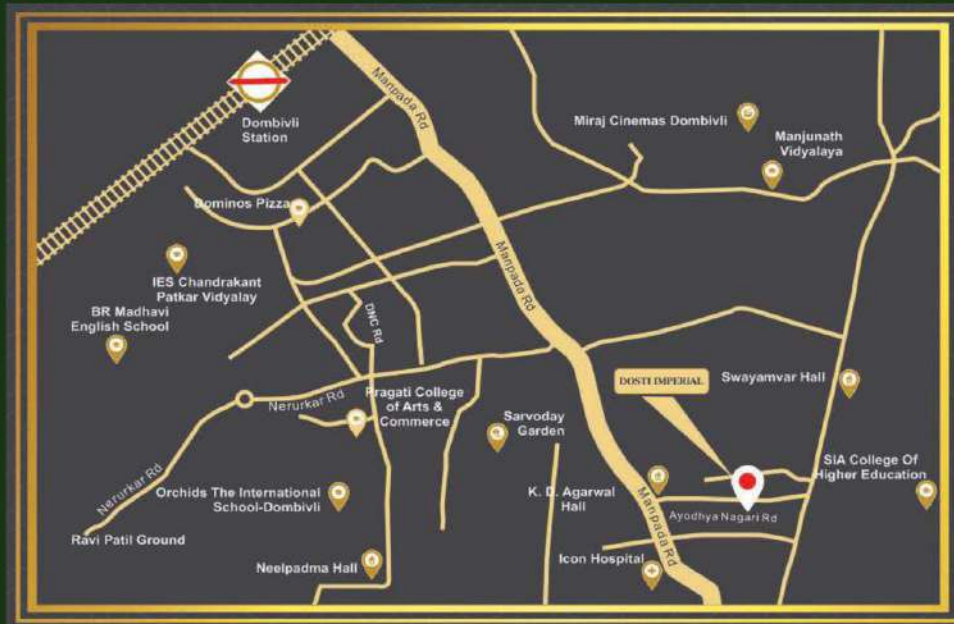 Manpada Rd
Dombivli
Station
Miraj Cinemas Dombivli
Manjunath
Vidyalaya
Dominos Pizza
IES Chandrakant
Patkar Vidyalay
BR Madhavi
English School
DNC Rd
Manpada Rd
DOSTI IMPERIAL
Swayamvar Hall
Nerurkar Rd
Pragati College
of Arts &
Commerce
Sarvoday
Garden
SIA College Of
Higher Education
Nerurkar Rd
Orchids The International
School-Dombivli
K. D. Agarwal
Hall
Manpada Rd
Ayodhya Nagari Rd
Ravi Patil Ground
Neelpadma Hall
Icon Hospital